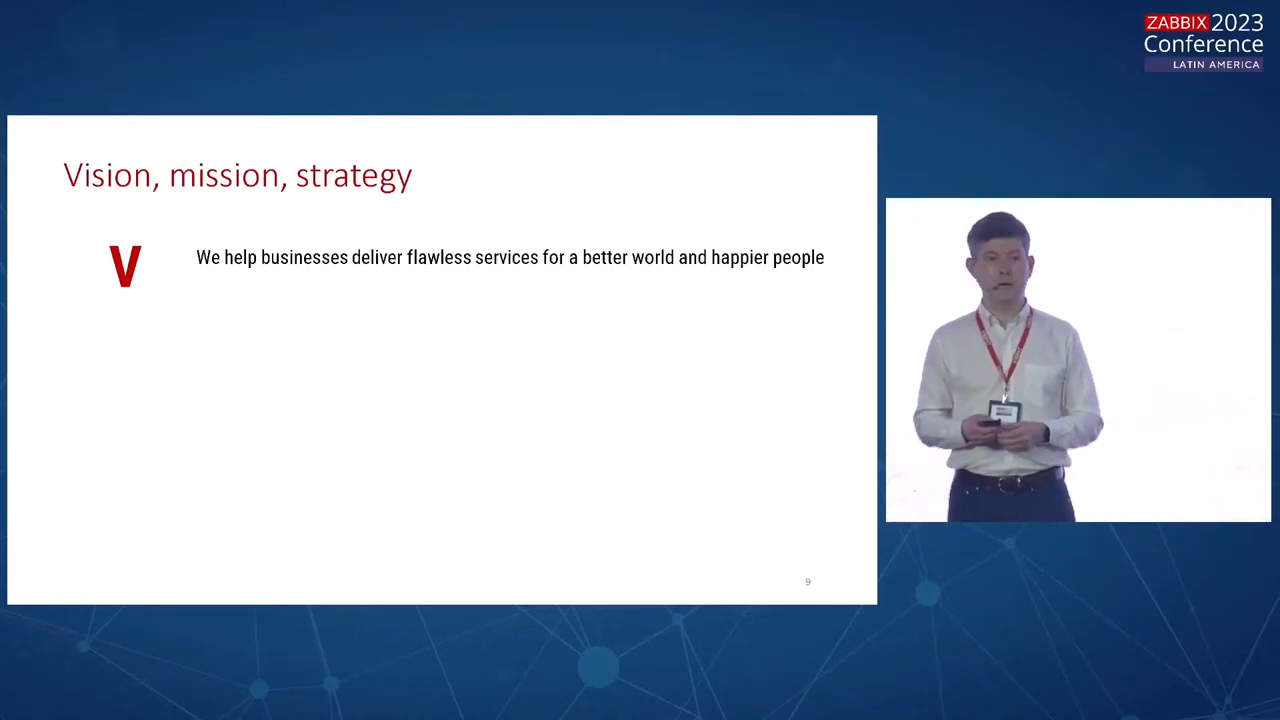 ZABBIX 2023
Conference
LATIN AMERICA
Vision, mission, strategy
V We help businesses deliver flawless services for a better world and happier people
9